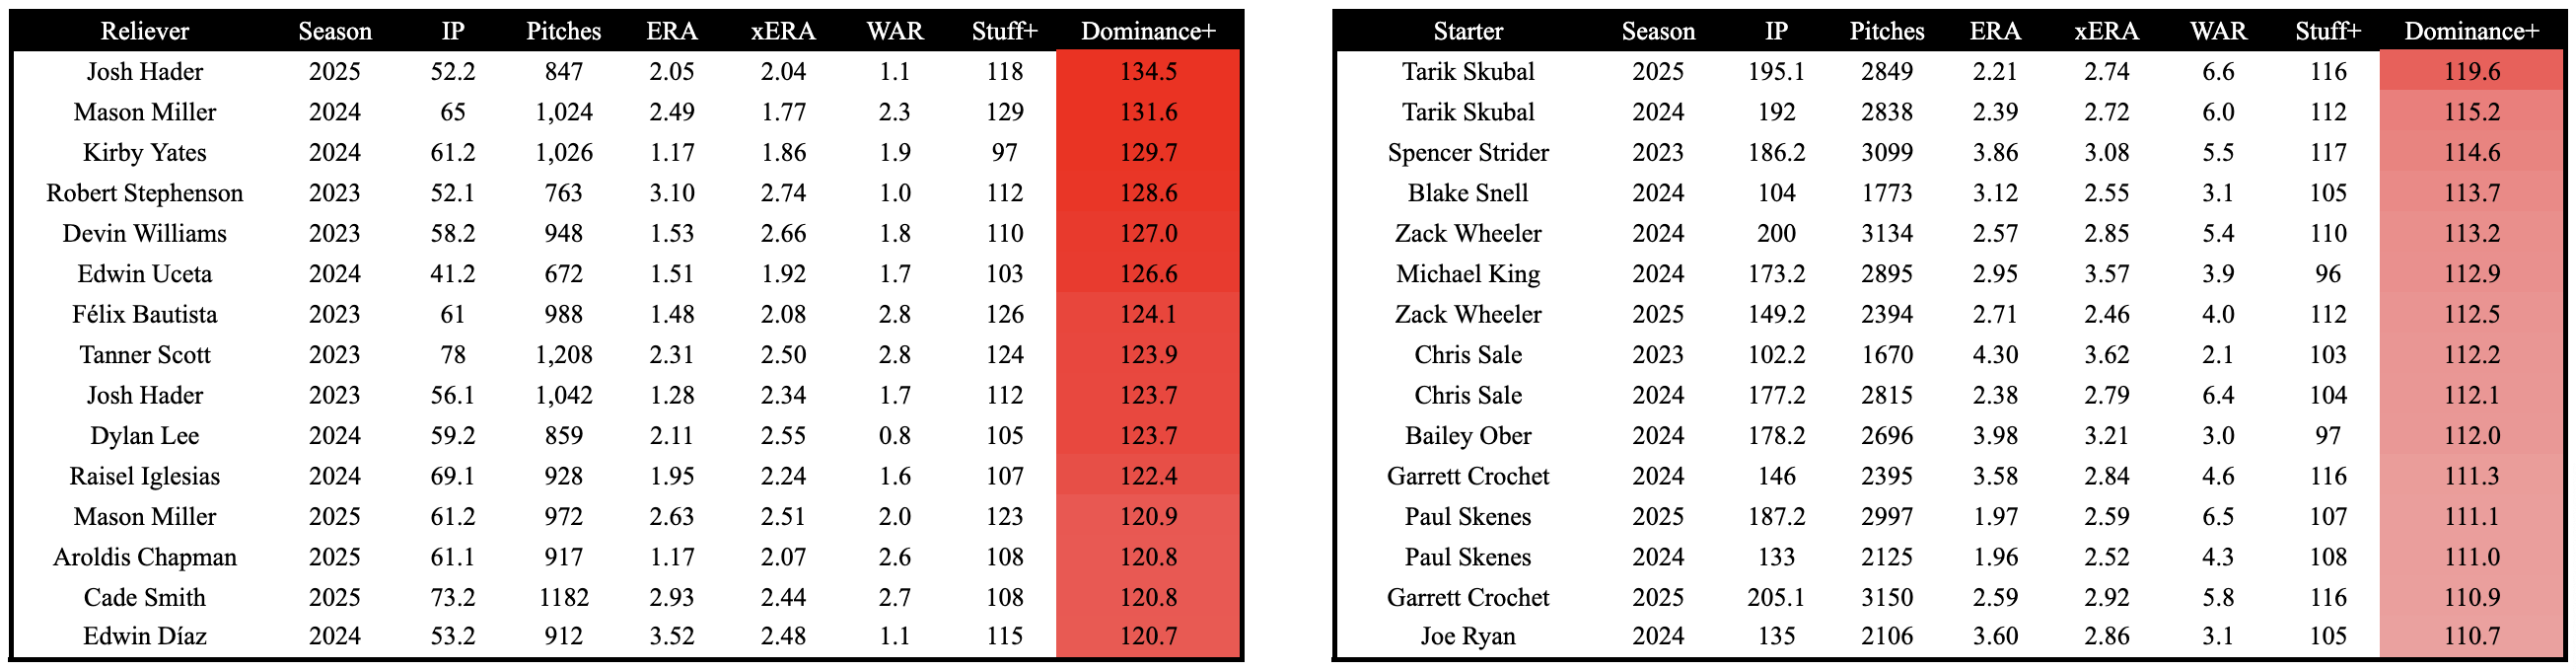 Reliever Season IP Pitches ERA xERA WAR Stuff+ Dominance+
Josh Hader 2025 52.2 847 2.05 2.04 1.1 118 134.5
Mason Miller 2024 65 1,024 2.49 1.77 2.3 129 131.6
Kirby Yates 2024 61.2 1,026 1.17 1.86 1.9 97 129.7
Robert Stephenson 2023 52.1 763 3.10 2.74 1.0 112 128.6
Devin Williams 2023 58.2 948 1.53 2.66 1.8 110 127.0
Edwin Uceta 2024 41.2 672 1.51 1.92 1.7 103 126.6
Félix Bautista 2023 61 988 1.48 2.08 2.8 126 124.1
Tanner Scott 2023 78 1,208 2.31 2.50 2.8 124 123.9
Josh Hader 2023 56.1 1,042 1.28 2.34 1.7 112 123.7
Dylan Lee 2024 59.2 859 2.11 2.55 0.8 105 123.7
Raisel Iglesias 2024 69.1 928 1.95 2.24 1.6 107 122.4
Mason Miller 2025 61.2 972 2.63 2.51 2.0 123 120.9
Aroldis Chapman 2025 61.1 917 1.17 2.07 2.6 108 120.8
Cade Smith 2025 73.2 1182 2.93 2.44 2.7 108 120.8
Edwin Díaz 2024 53.2 912 3.52 2.48 1.1 115 120.7
Starter Season IP Pitches ERA xERA WAR Stuff+ Dominance+
Tarik Skubal 2025 195.1 2849 2.21 2.74 6.6 116 119.6
Tarik Skubal 2024 192 2838 2.39 2.72 6.0 112 115.2
Spencer Strider 2023 186.2 3099 3.86 3.08 5.5 117 114.6
Blake Snell 2024 104 1773 3.12 2.55 3.1 105 113.7
Zack Wheeler 2024 200 3134 2.57 2.85 5.4 110 113.2
Michael King 2024 173.2 2895 2.95 3.57 3.9 96 112.9
Zack Wheeler 2025 149.2 2394 2.71 2.46 4.0 112 112.5
Chris Sale 2023 102.2 1670 4.30 3.62 2.1 103 112.2
Chris Sale 2024 177.2 2815 2.38 2.79 6.4 104 112.1
Bailey Ober 2024 178.2 2696 3.98 3.21 3.0 97 112.0
Garrett Crochet 2024 146 2395 3.58 2.84 4.6 116 111.3
Paul Skenes 2025 187.2 2997 1.97 2.59 6.5 107 111.1
Paul Skenes 2024 133 2125 1.96 2.52 4.3 108 111.0
Garrett Crochet 2025 205.1 3150 2.59 2.92 5.8 116 110.9
Joe Ryan 2024 135 2106 3.60 2.86 3.1 105 110.7